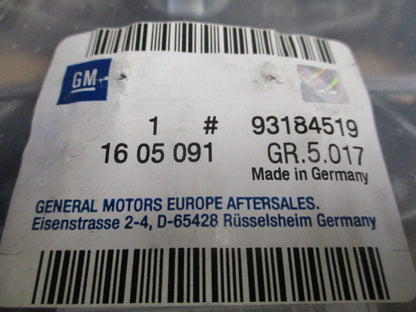 GM
1 # 93184519
16 05 091 GR.5.017
Made in Germany
GENERAL MOTORS EUROPE AFTERSALES.
Eisenstrasse 2-4, D-65428 Rüsselsheim Germany